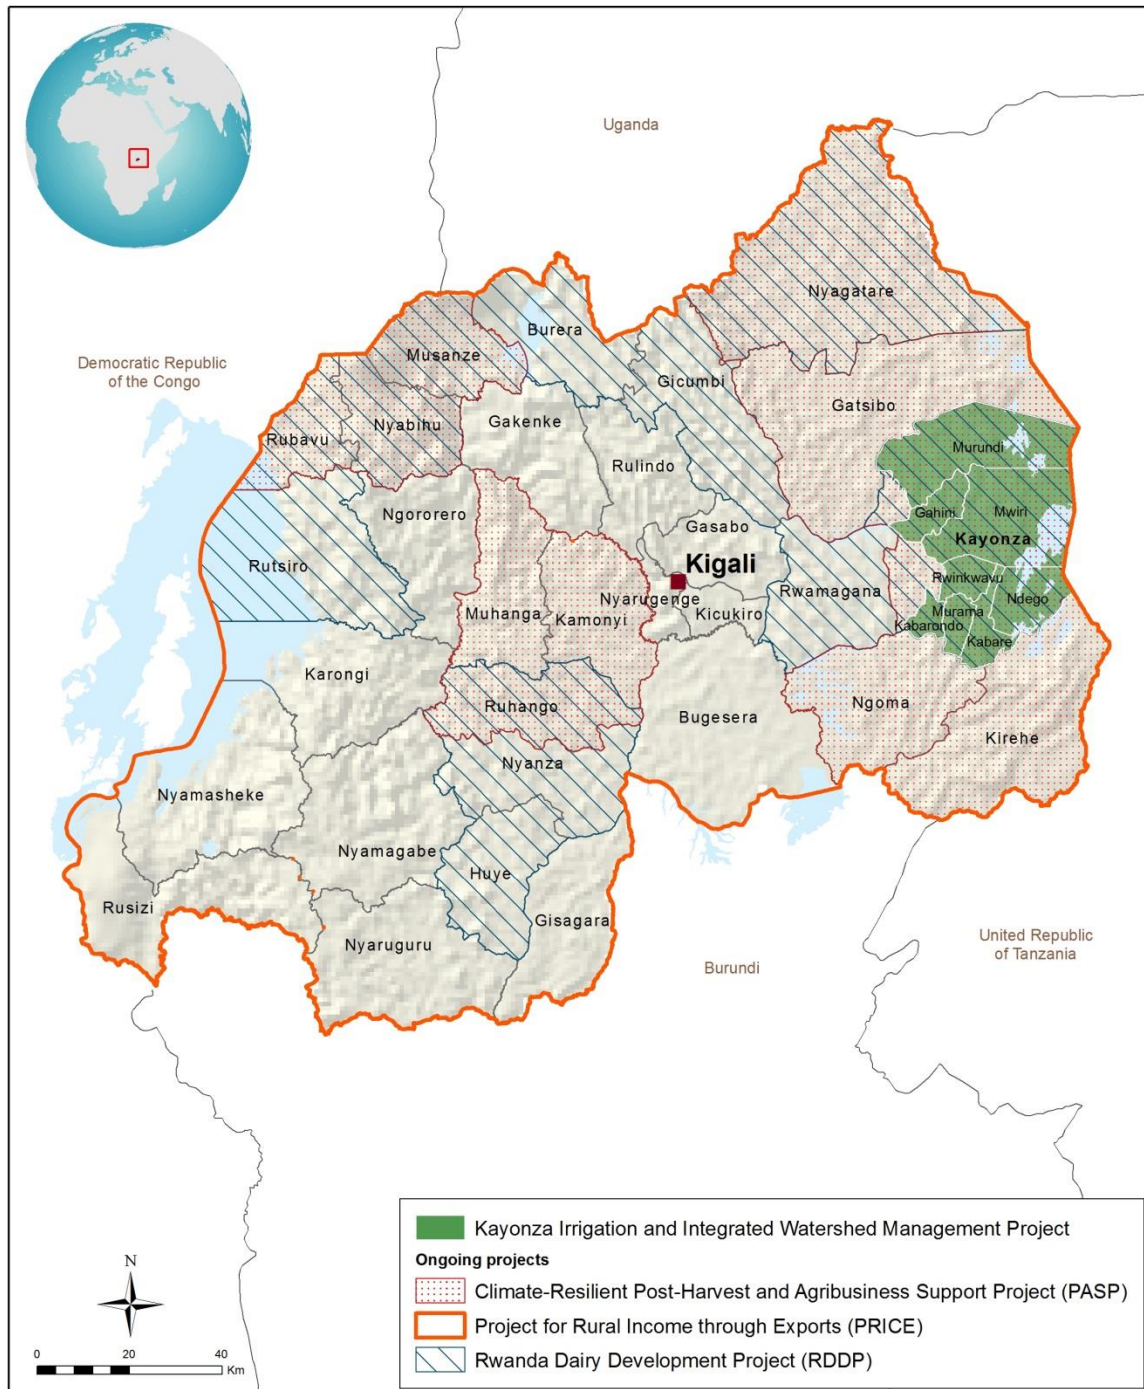 Uganda
Democratic Republic
of the Congo
Nyagatare
Burera
Musanze
Gicumbi
Gatsibo
Nyabihu
Gakenke
Rubavu
Murundi
Rulindo
Ngororero
Gahini
Mwiri
Gasabo
Kayonza
Kigali
Rutsiro
Rwinkwavu
Rwamagana
Ndego
Nyarugenge
Muhanga
Kamonyi
Kicukiro
Murama
Kabarondo
Kabare
Karongi
Ruhango
Ngoma
Bugesera
Kirehe
Nyanza
Nyamasheke
Nyamagabe
Huye
Rusizi
Gisagara
Nyaruguru
United Republic
of Tanzania
Burundi
Kayonza Irrigation and Integrated Watershed Management Project
Ongoing projects
Climate-Resilient Post-Harvest and Agribusiness Support Project (PASP)
Project for Rural Income through Exports (PRICE)
Rwanda Dairy Development Project (RDDP)
N
0 20 40
Km